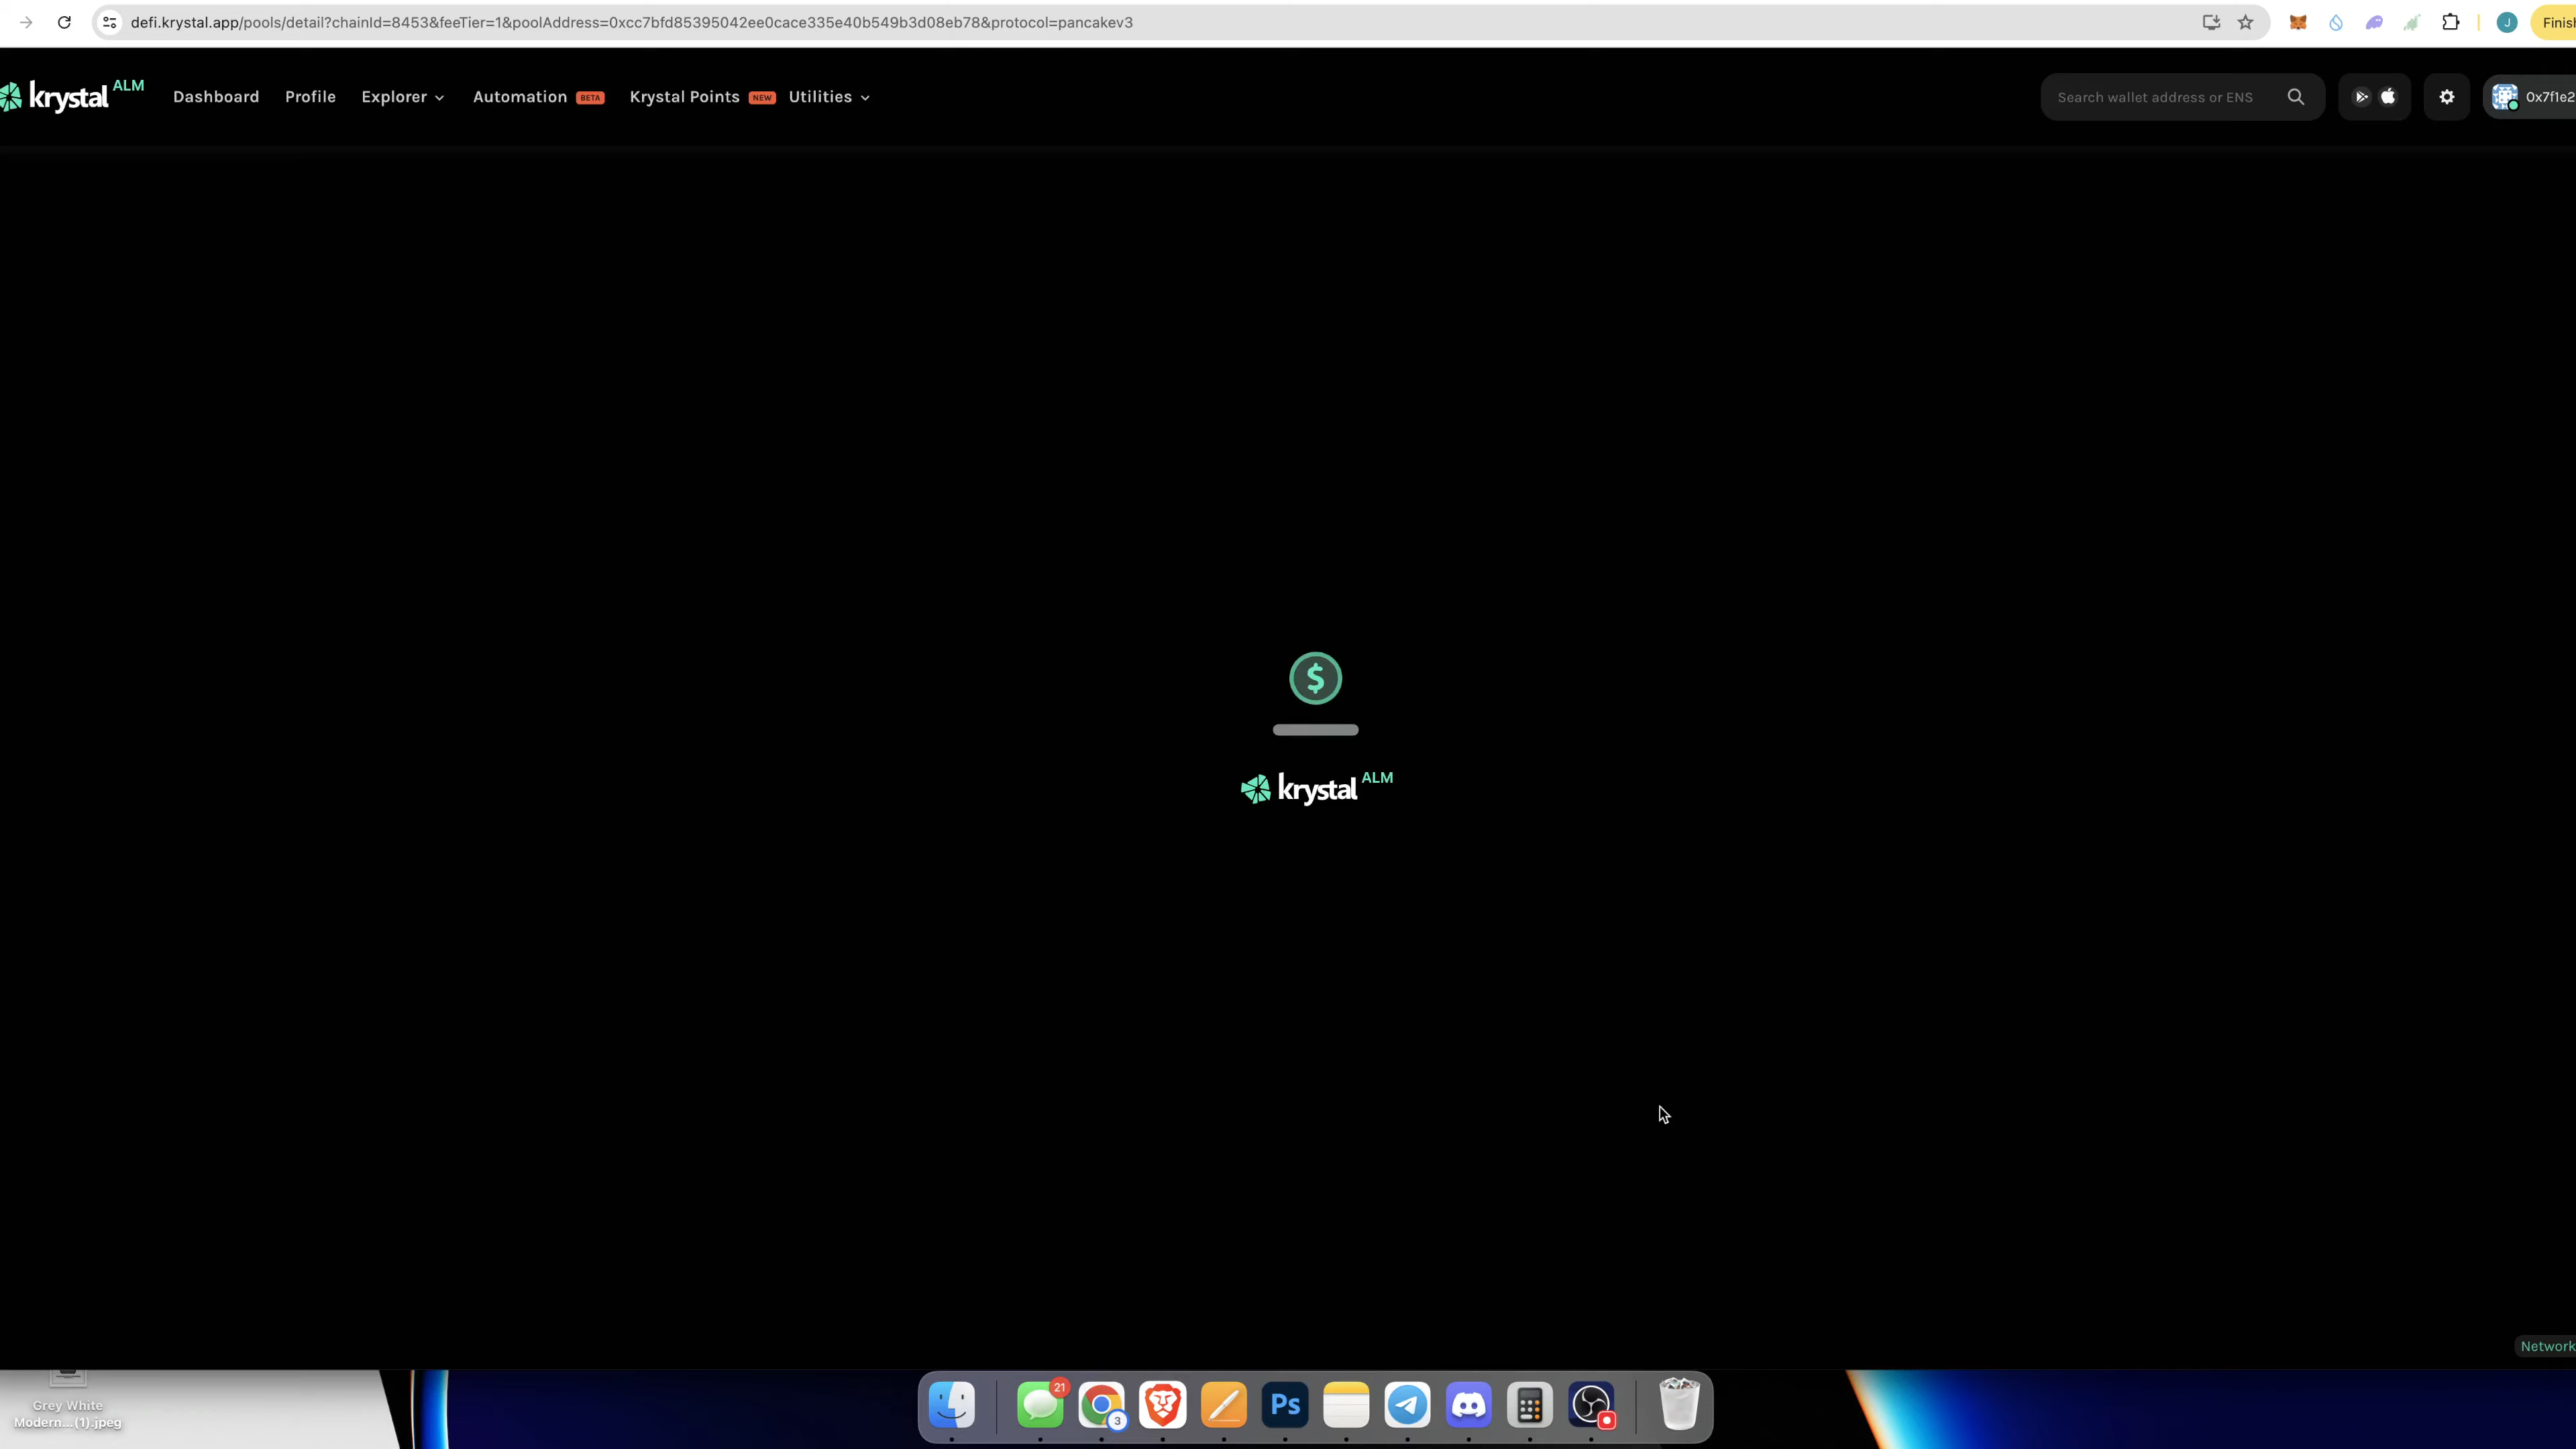 defi.krystal.app/pools/detail?chainId=8453&feeTier=1&poolAddress=0xcc7bfd85395042ee0cace335e40b549b3d08eb78&protocol=pancakev3
J
Finish
krystal ALM
Dashboard
Profile
Explorer
Automation BETA
Krystal Points NEW
Utilities
Search wallet address or ENS
0x7f1e2
$
krystal ALM
Network
Grey White
Modern...(1).jpeg
21
3
Ps